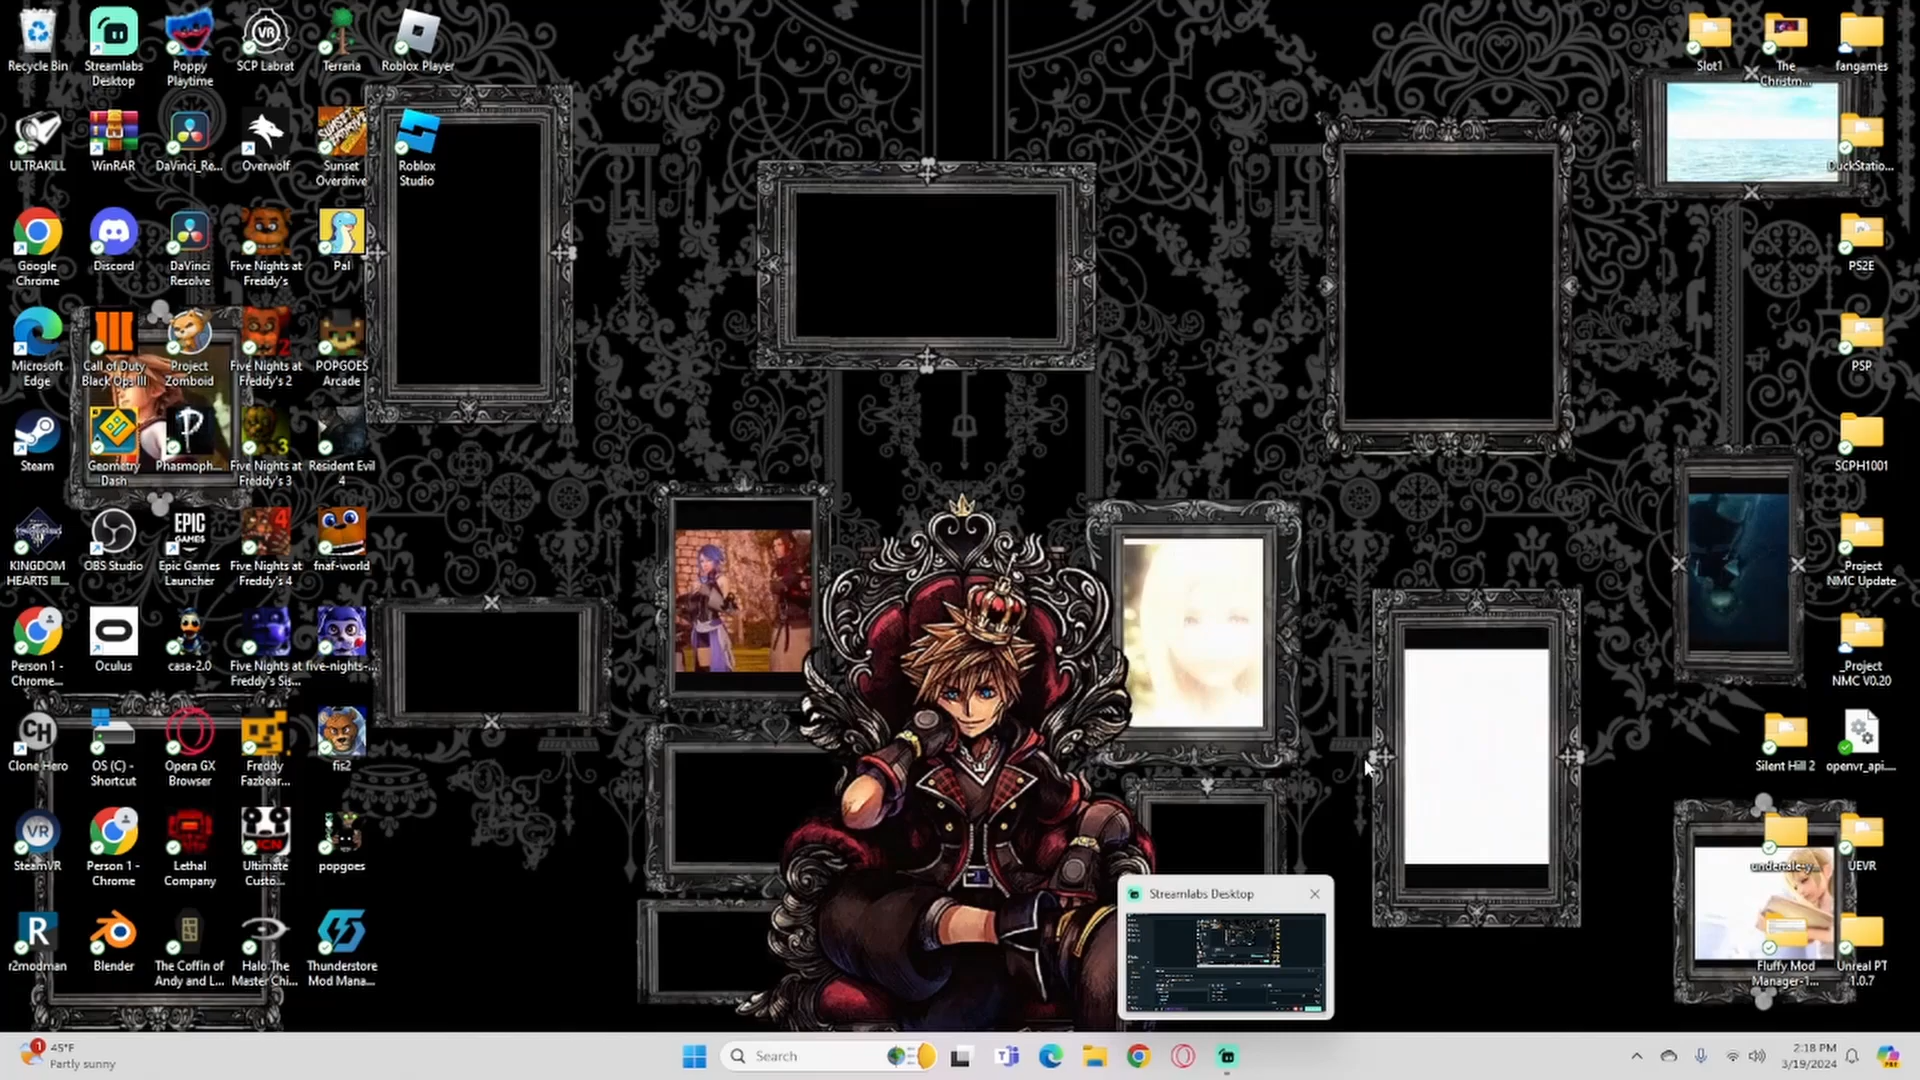 Recycle Bin
Streamlabs
Desktop
Poppy
Playtime
SCP Labrat
Terraria
Roblox Player
ULTRAKILL
WinRAR
DaVinci_Re...
Overwolf
Sunset
Overdrive
Roblox
Studio
Google
Chrome
Discord
DaVinci
Resolve
Five Nights at
Freddy's
Pal
Microsoft
Edge
Call of Duty
Black Ops III
Project
Zomboid
Five Nights at
Freddy's 2
POPGOES
Arcade
Steam
Geometry
Dash
Phasmoph...
Five Nights at
Freddy's 3
Resident Evil
4
KINGDOM
HEARTS III...
OBS Studio
EPIC
GAMES
Epic Games
Launcher
Five Nights at
Freddy's 4
fnaf-world
Person 1 -
Chrome...
Oculus
casa-2.0
Five Nights at
Freddy's Sis...
five-nights-...
Clone Hero
OS (C) -
Shortcut
Opera GX
Browser
Freddy
Fazbear...
fis2
SteamVR
Person 1 -
Chrome
Lethal
Company
Ultimate
Custo...
popgoes
r2modman
Blender
The Coffin of
Andy and L...
Halo The
Master Chi...
Thunderstore
Mod Mana...
Slot1
The
Christm...
fangames
DuckStatio...
PS2E
PSP
SCPH1001
_Project
NMC Update
_Project
NMC V0.20
Silent Hill 2
openvr_api....
undertale-y...
UEVR
Fluffy Mod
Manager-1...
Unreal PT
1.0.7
Streamlabs Desktop
1
45°F
Partly sunny
Search
2:18 PM
3/19/2024